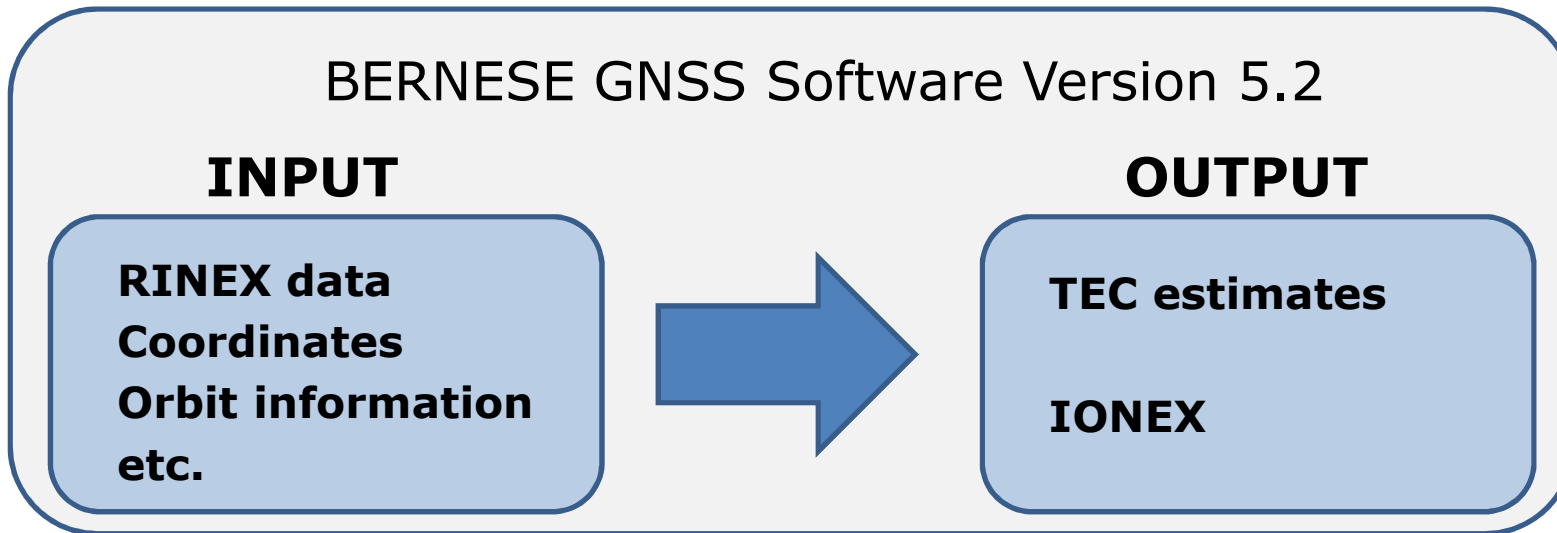 BERNESE GNSS Software Version 5.2
INPUT
RINEX data
Coordinates
Orbit information
etc.
OUTPUT
TEC estimates
IONEX